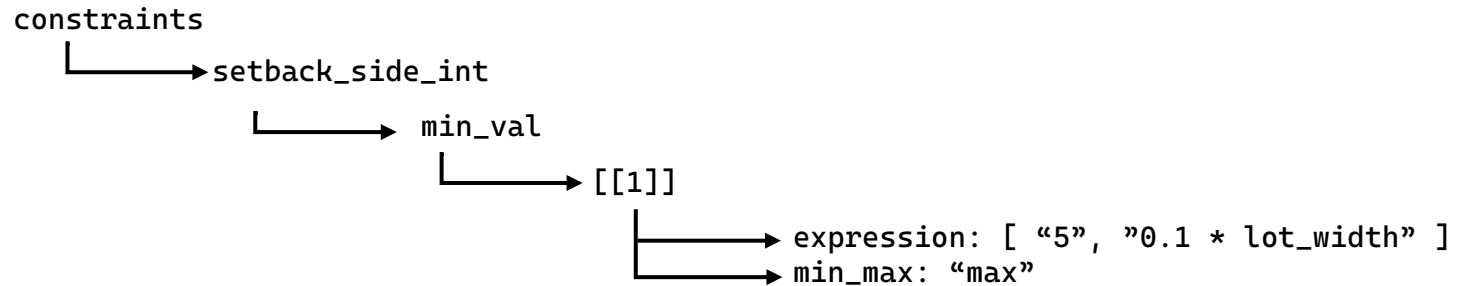 constraints
setback_side_int
min_val
[[1]]
expression: [ “5”, ”0.1 * lot_width” ]
min_max: “max”